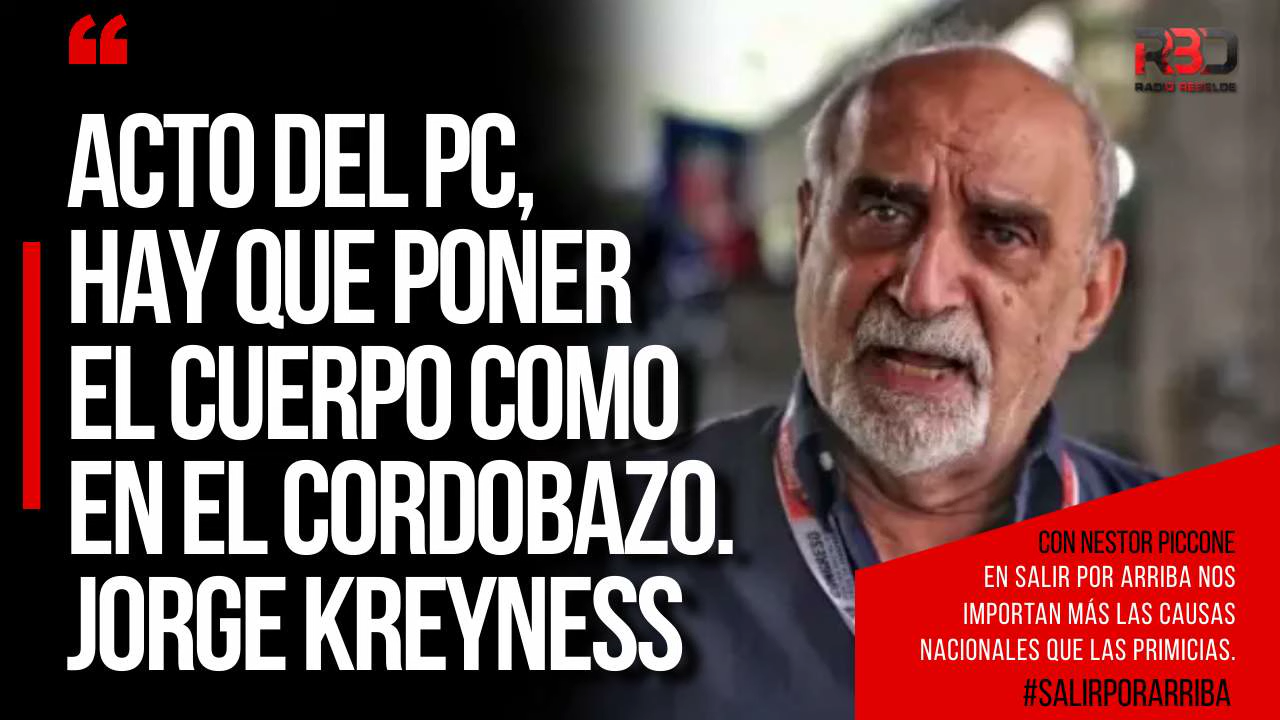 “
ACTO DEL PC,
HAY QUE PONER
EL CUERPO COMO
EN EL CORDOBAZO.
JORGE KREYNESS
RBD
RADIO REBELDE
CON NESTOR PICCONE
EN SALIR POR ARRIBA NOS
IMPORTAN MÁS LAS CAUSAS
NACIONALES QUE LAS PRIMICIAS.
#SALIRPORARRIBA